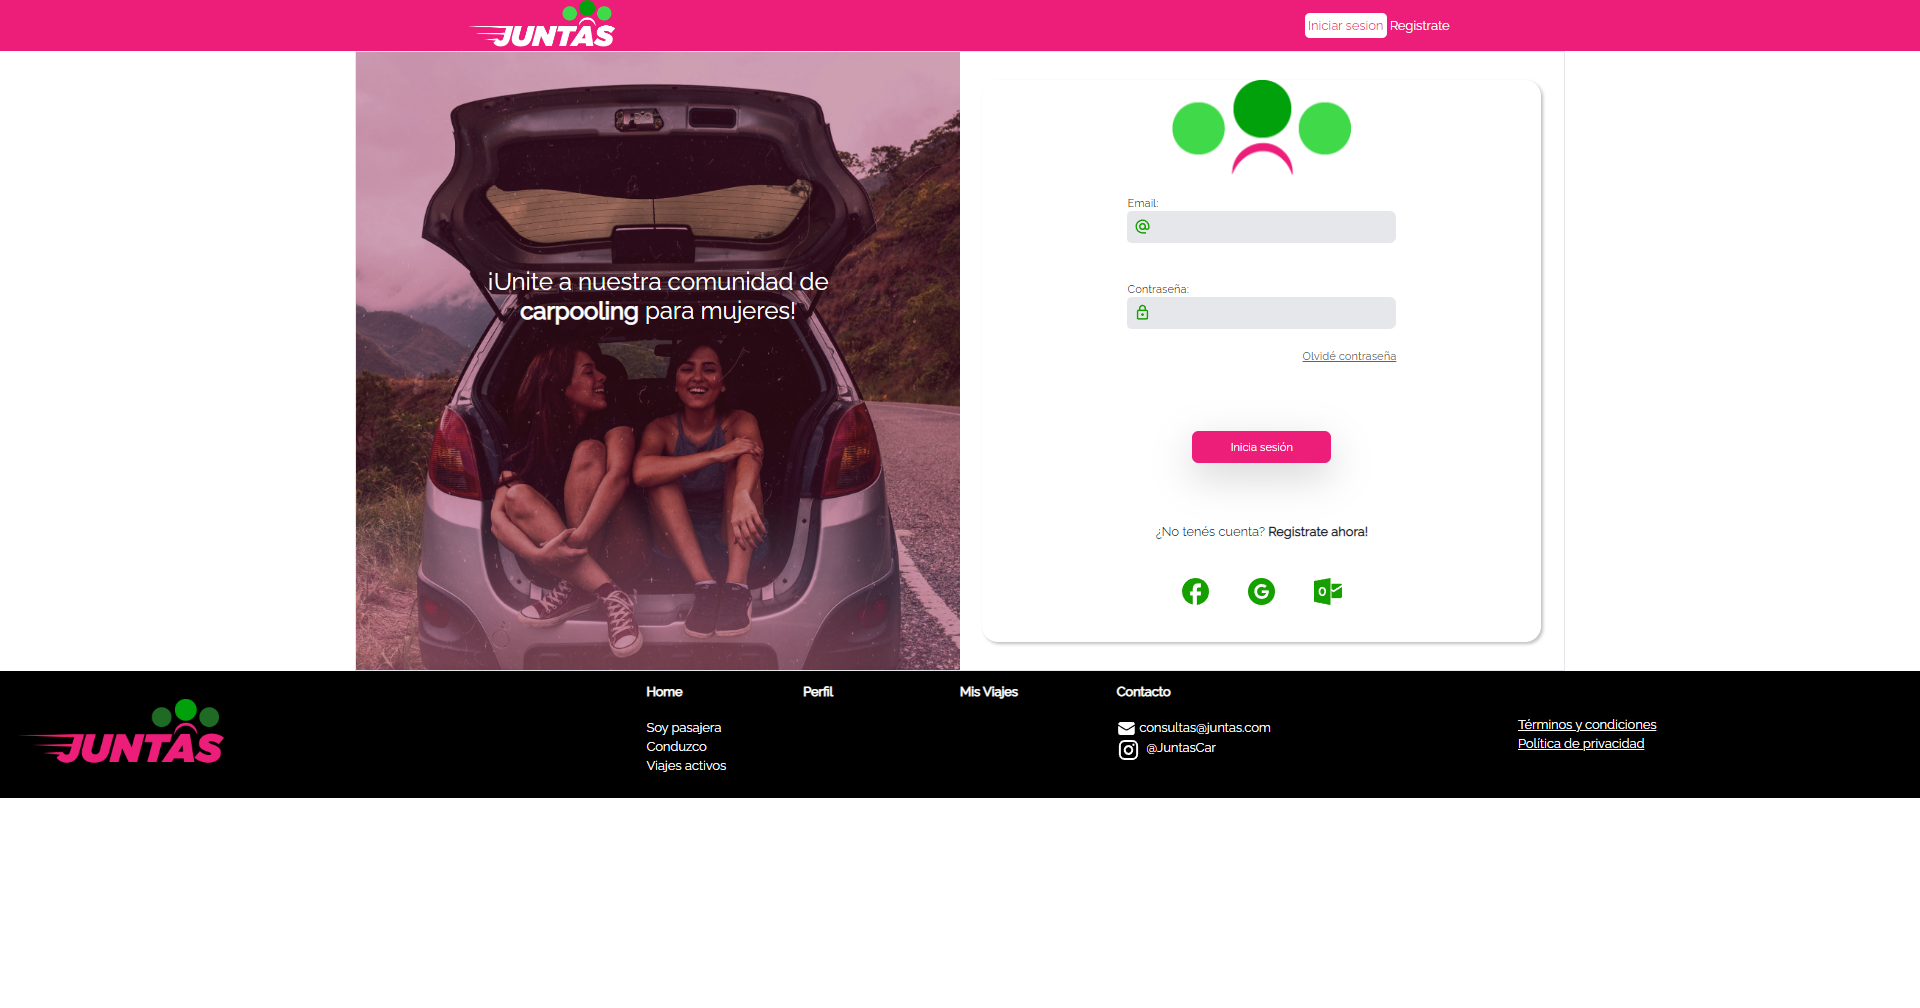 JUNTAS
Iniciar sesion Registrate
¡Unite a nuestra comunidad de
carpooling para mujeres!
Email:
Contraseña:
Olvidé contraseña
Inicia sesión
¿No tenés cuenta? Registrate ahora!
JUNTAS
Home
Soy pasajera
Conduzco
Viajes activos
Perfil
Mis Viajes
Contacto
consultas@juntas.com
@JuntasCar
Términos y condiciones
Política de privacidad